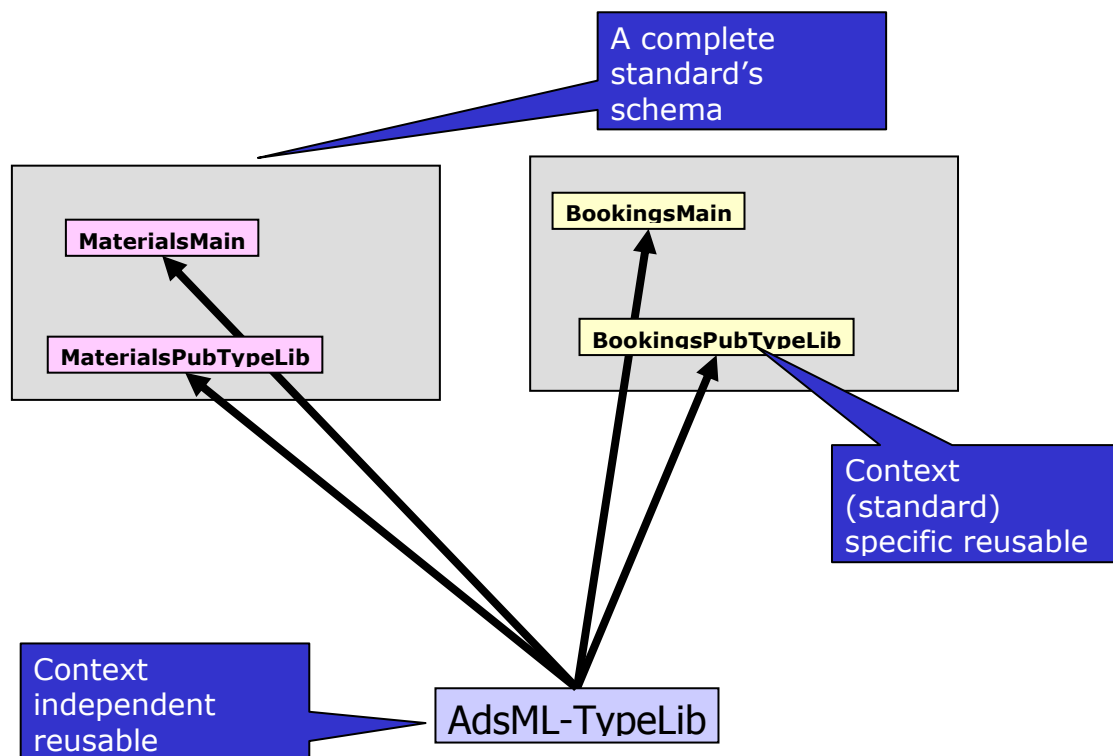 A complete
standard's
schema
MaterialsMain
BookingsMain
MaterialsPubTypeLib
BookingsPubTypeLib
Context
(standard)
specific reusable
Context
independent
reusable
AdsML-TypeLib